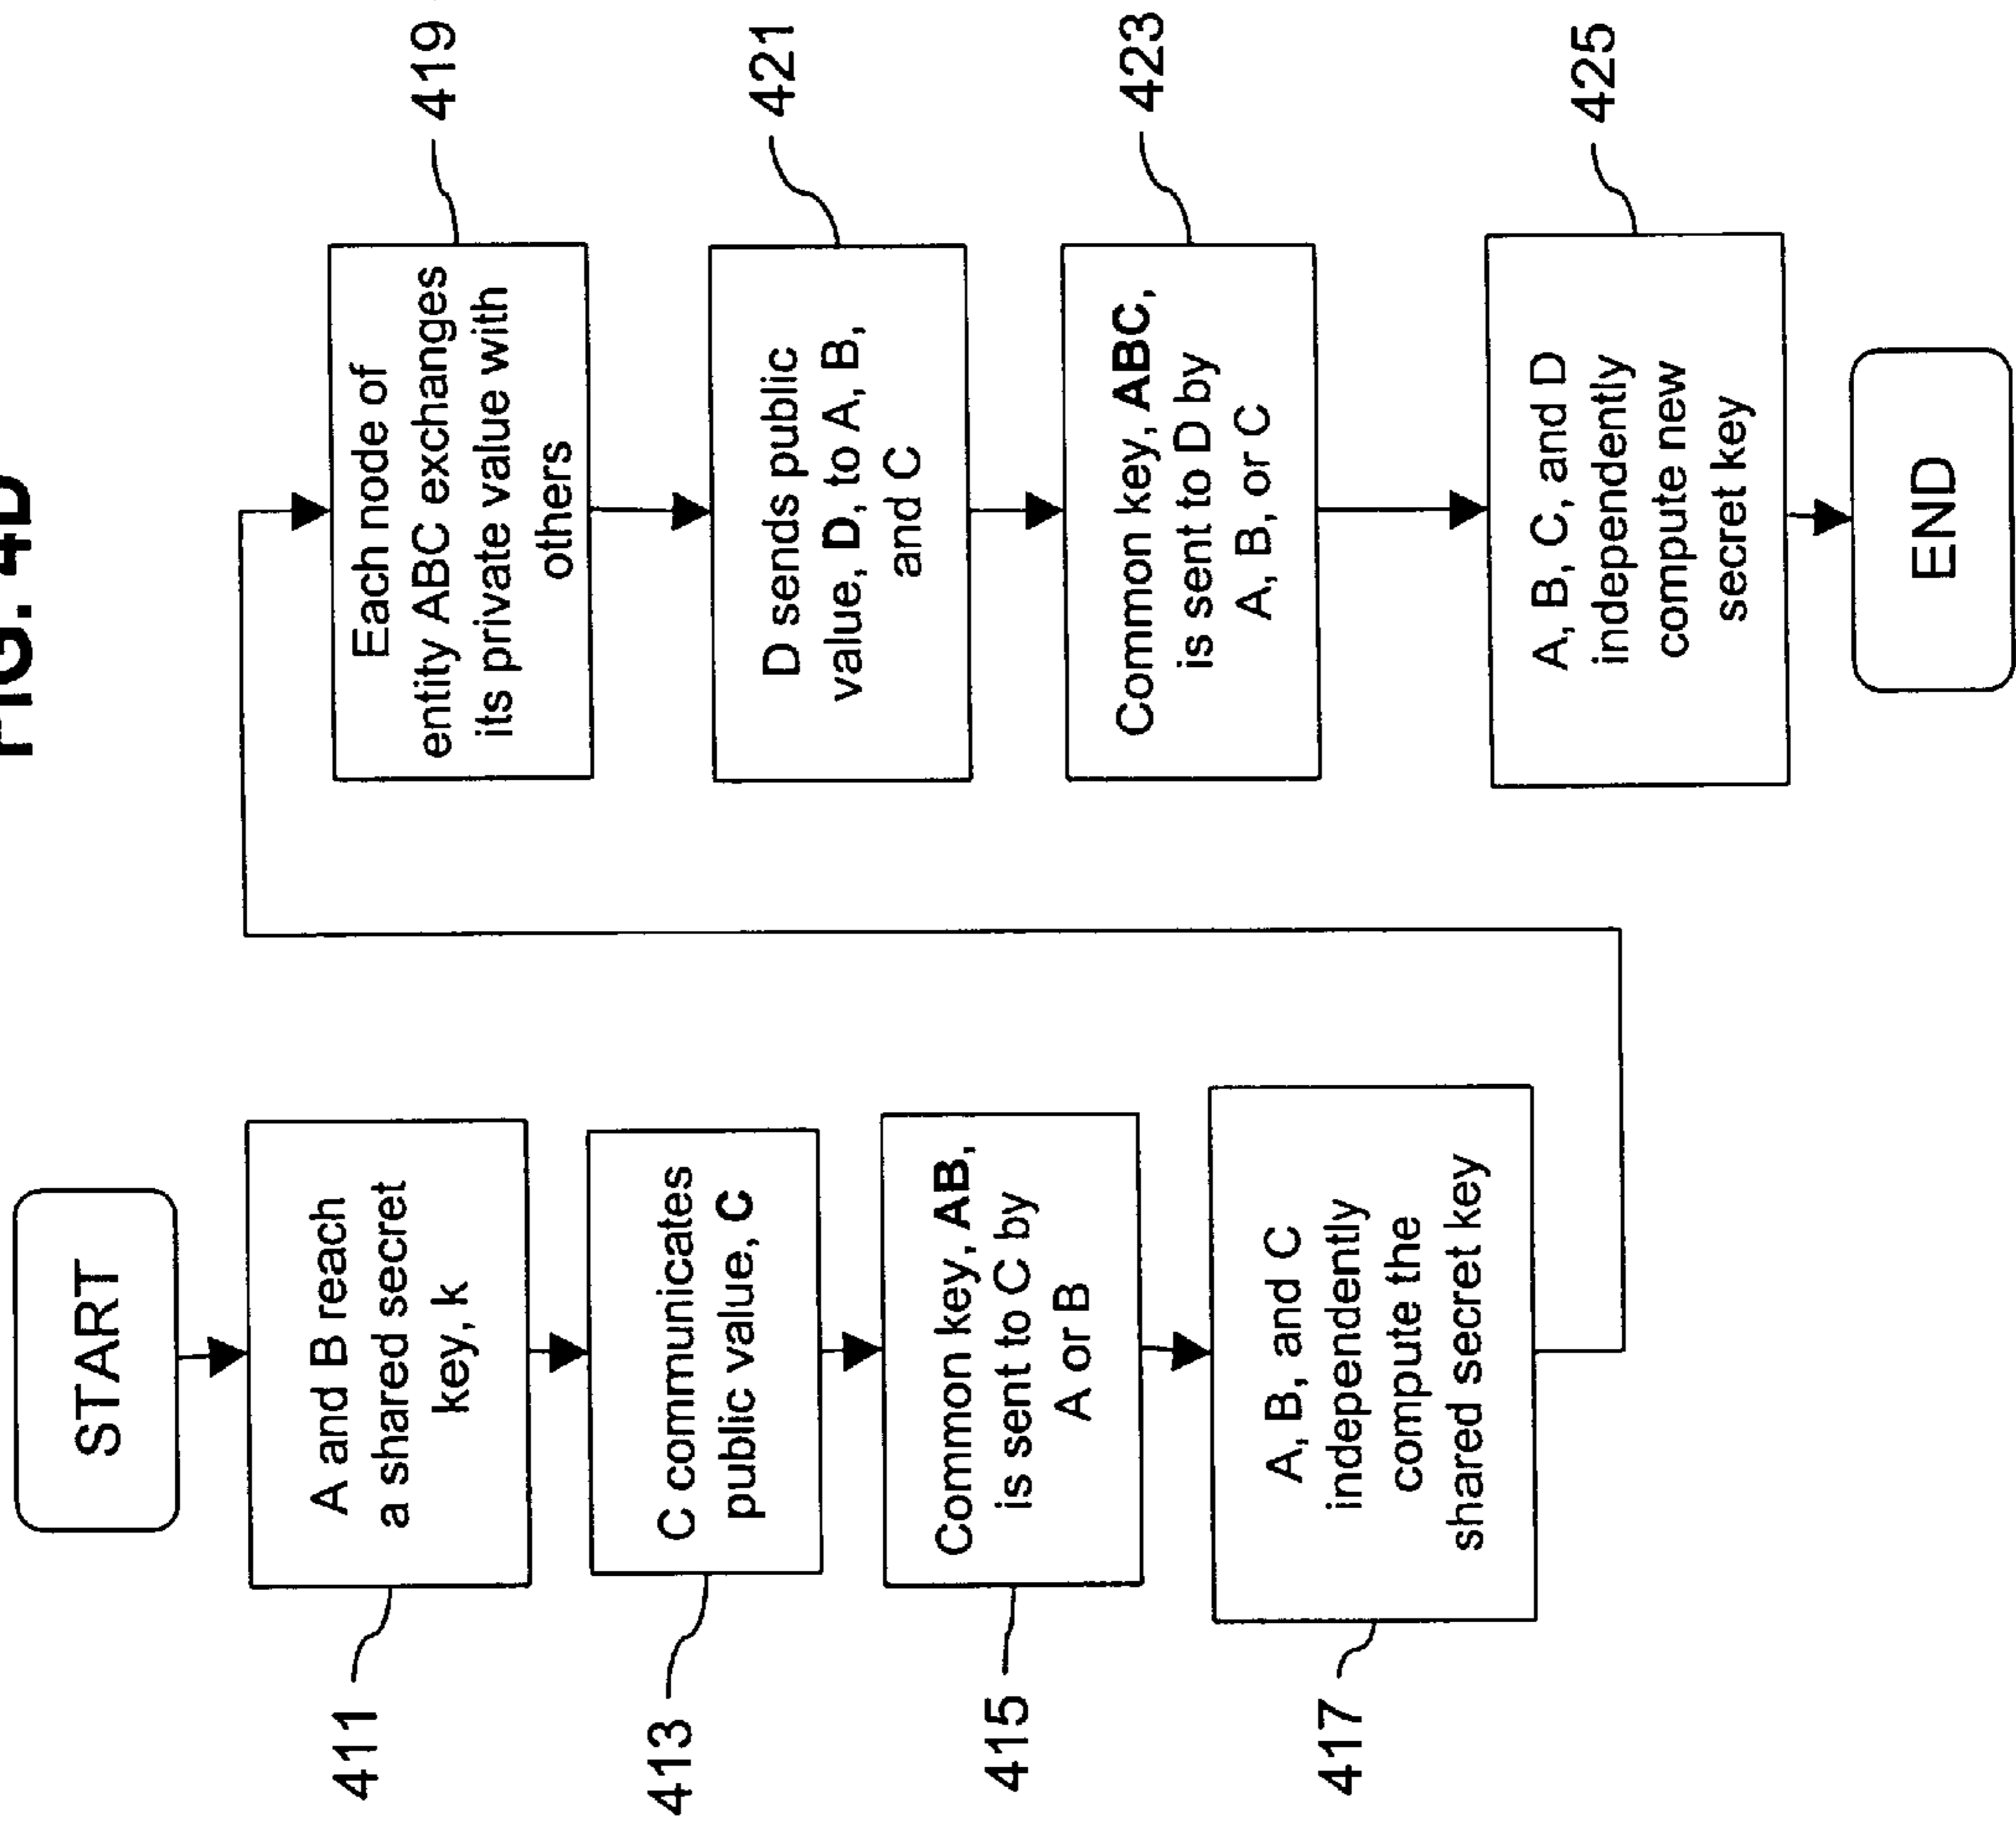 FIG.
START
A and B reach
a shared secret
key, k
411
C communicates
public value, C
413
Common key, AB,
is sent to C by
A or B
415
A, B, and C
independently
compute the
shared secret key
417
Each node of
entity ABC exchanges
its private value with
others
419
D sends public
value, D, to A, B,
and C
421
Common key, ABC,
is sent to D by
A, B, or C
423
A, B, C, and D
independently
compute new
secret key
425
END